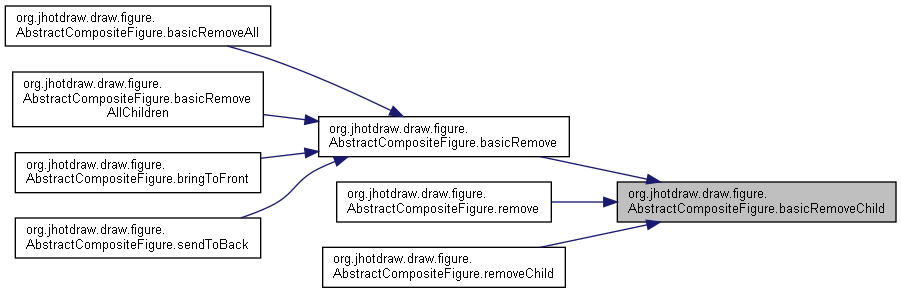 org.jhotdraw.draw.figure.
AbstractCompositeFigure.basicRemoveAll
org.jhotdraw.draw.figure.
AbstractCompositeFigure.basicRemove
AllChildren
org.jhotdraw.draw.figure.
AbstractCompositeFigure.bringToFront
org.jhotdraw.draw.figure.
AbstractCompositeFigure.sendToBack
org.jhotdraw.draw.figure.
AbstractCompositeFigure.basicRemove
org.jhotdraw.draw.figure.
AbstractCompositeFigure.remove
org.jhotdraw.draw.figure.
AbstractCompositeFigure.removeChild
org.jhotdraw.draw.figure.
AbstractCompositeFigure.basicRemoveChild